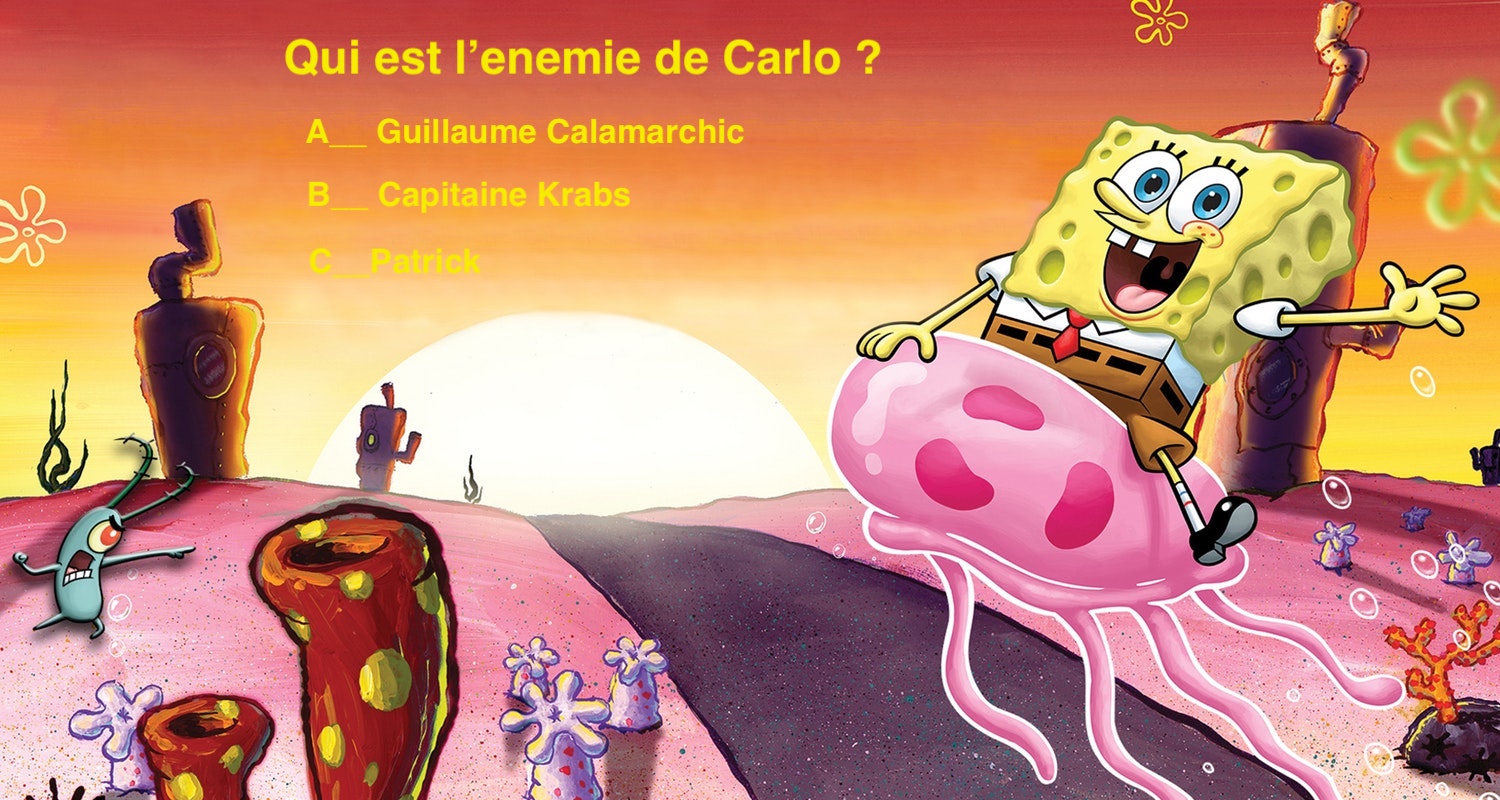 Qui est l’enemie de Carlo ?
A__ Guillaume Calamarchic
B__ Capitaine Krabs
C__Patrick